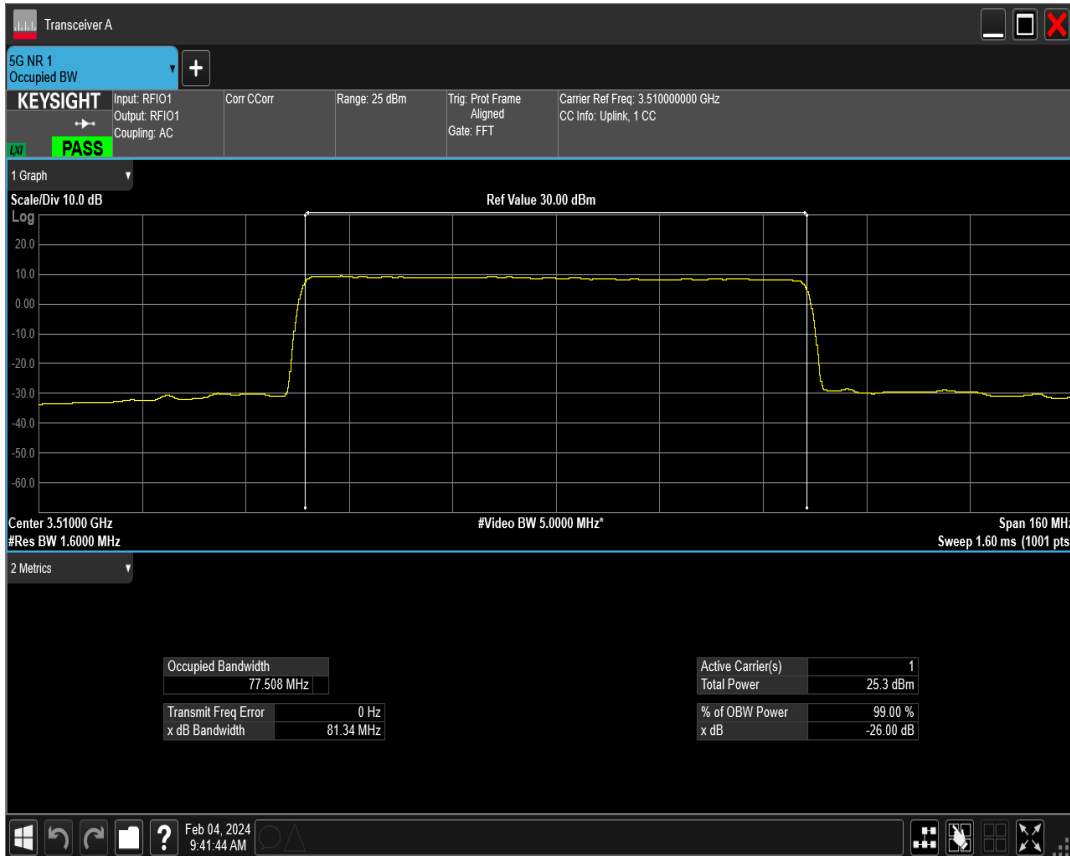 Transceiver A
5G NR 1
Occupied BW
KEYSIGHT
LXI
PASS
Input: RFIO1
Output: RFIO1
Coupling: AC
Corr CCorr
Range: 25 dBm
Trig: Prot Frame
Aligned
Gate: FFT
Carrier Ref Freq: 3.510000000 GHz
CC Info: Uplink, 1 CC
1 Graph
Scale/Div 10.0 dB
Ref Value 30.00 dBm
Log
20.0
10.0
0.00
-10.0
-20.0
-30.0
-40.0
-50.0
-60.0
Center 3.51000 GHz
#Video BW 5.0000 MHz*
Span 160 MHz
#Res BW 1.6000 MHz
Sweep 1.60 ms (1001 pts
2 Metrics
Occupied Bandwidth
77.508 MHz
Transmit Freq Error 0 Hz
x dB Bandwidth 81.34 MHz
Active Carrier(s) 1
Total Power 25.3 dBm
% of OBW Power 99.00 %
x dB -26.00 dB
?
Feb 04, 2024
9:41:44 AM